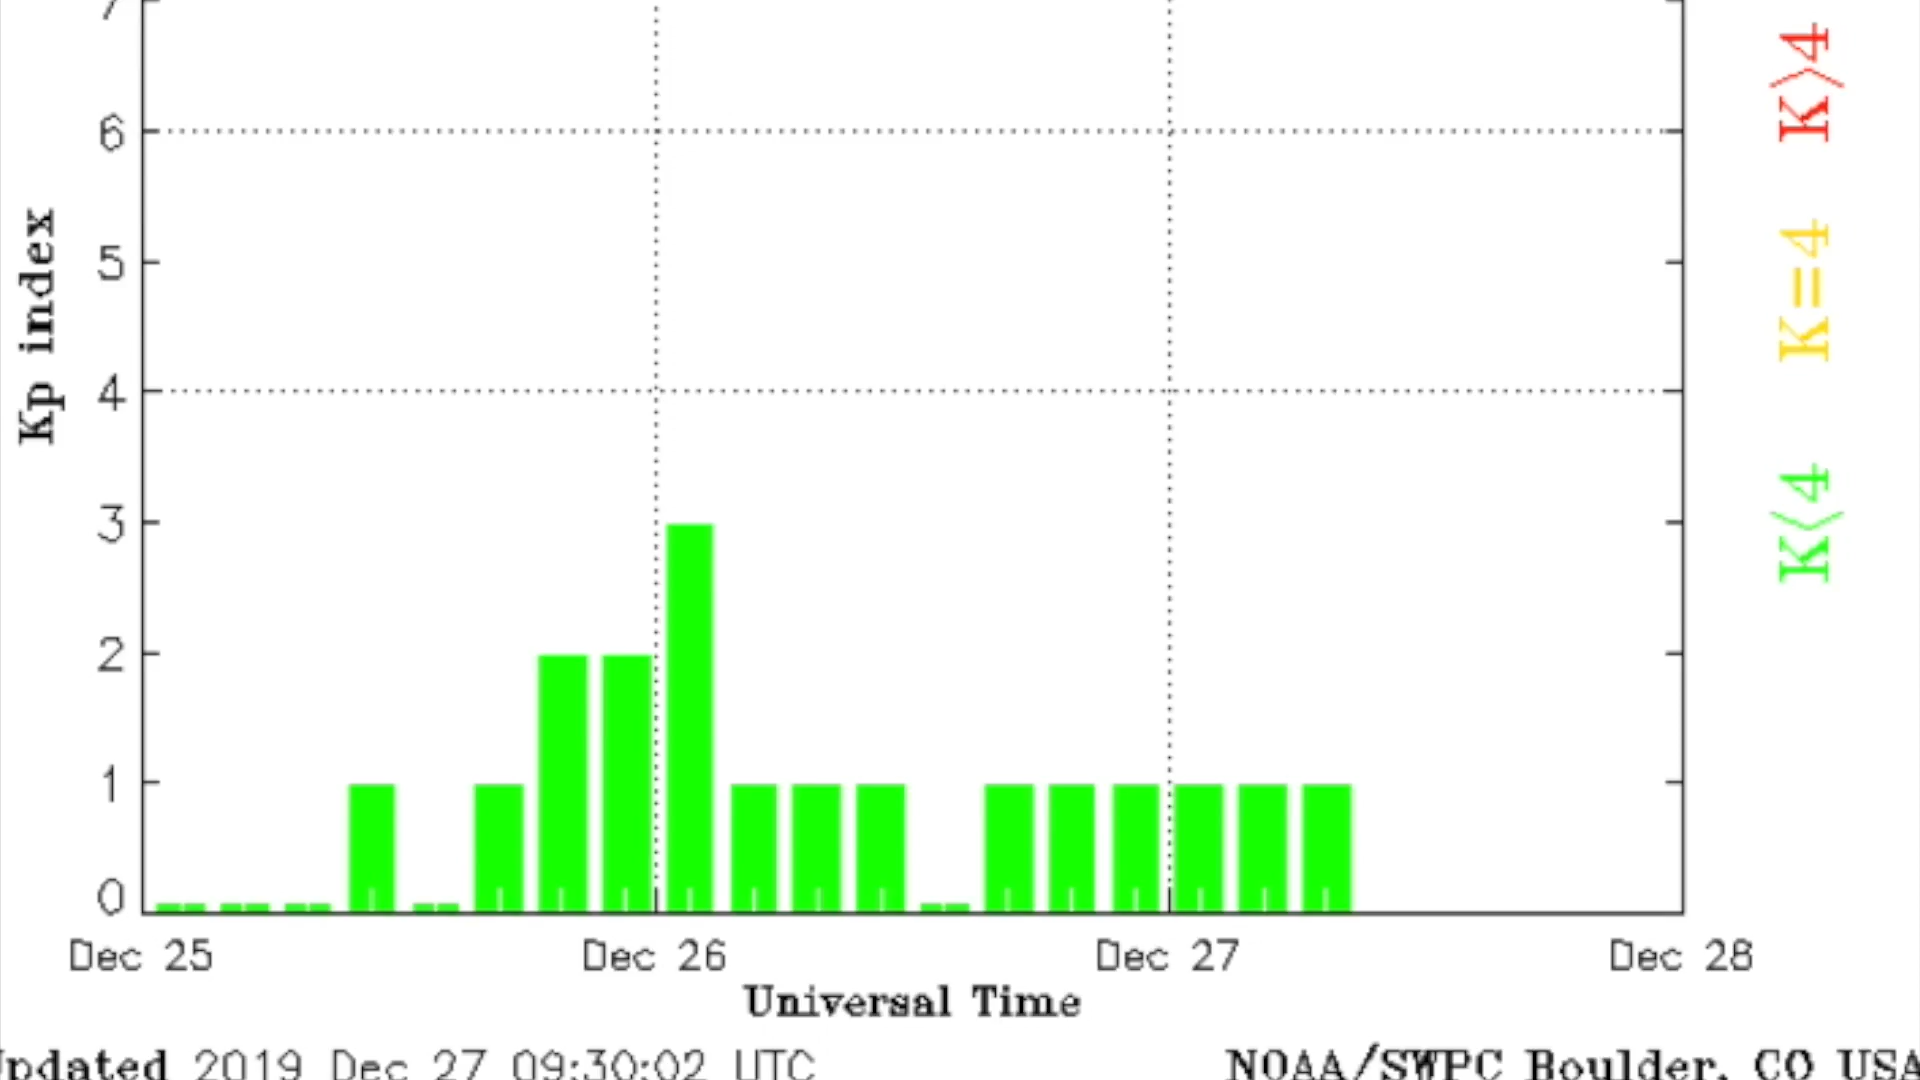 7
6
5
4
3
2
1
0
Kp index
K>4
K=4
K<4
Dec 25
Dec 26
Dec 27
Dec 28
Universal Time
Updated 2019 Dec 27 09:30:02 UTC
NOAA/SWPC Boulder, CO USA